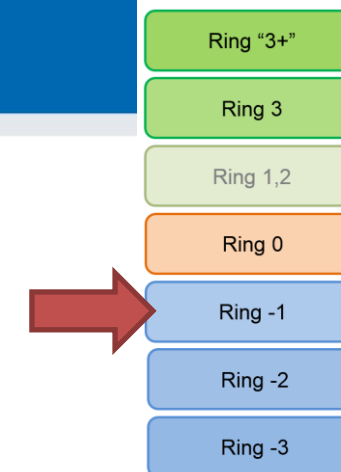 Ring “3+”
Ring 3
Ring 1,2
Ring 0
Ring -1
Ring -2
Ring -3